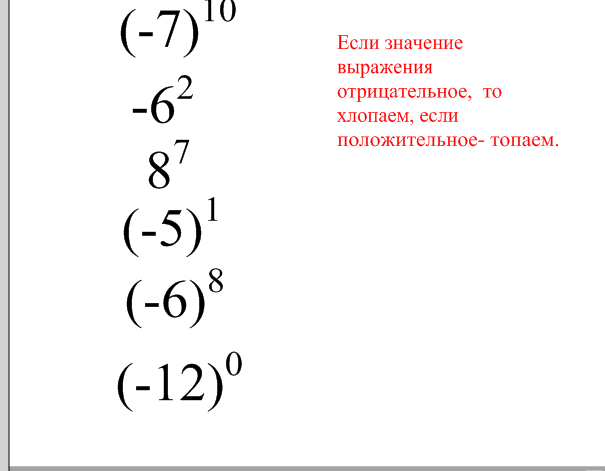 (-7)^10
-6^2
8^7
(-5)^1
(-6)^8
(-12)^0
Если значение
выражения
отрицательное, то
хлопаем, если
положительное- топаем.